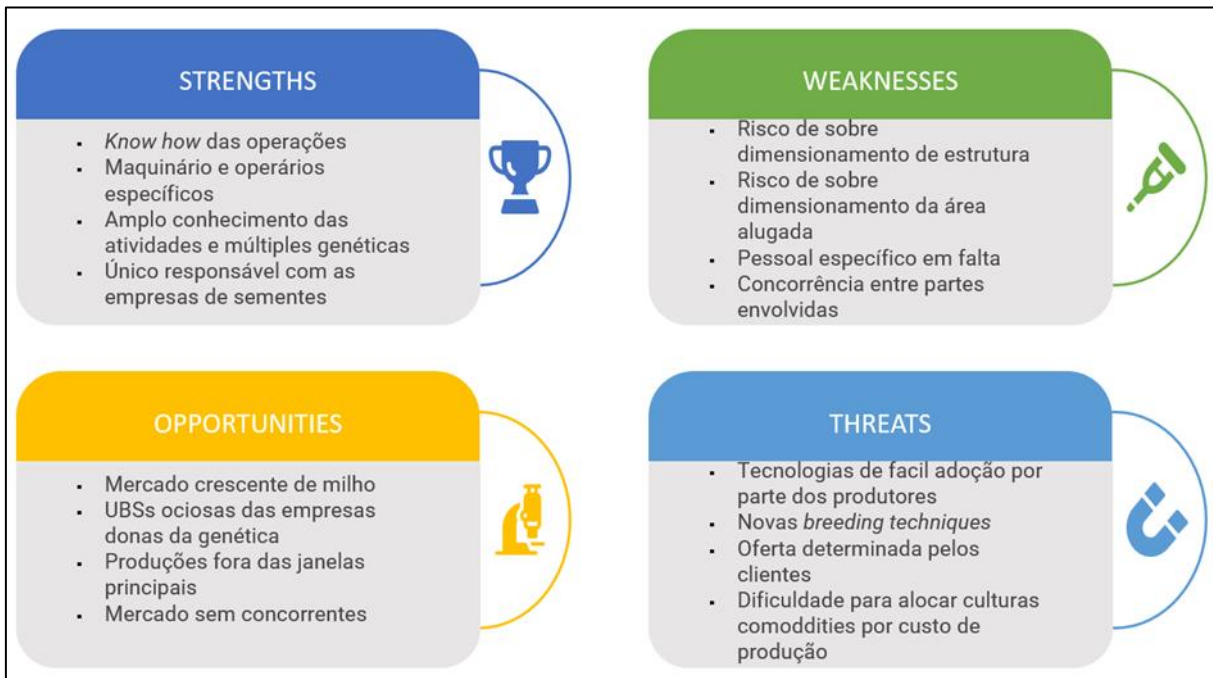 STRENGTHS
▪ Know how das operações
▪ Maquinário e operários
específicos
▪ Amplo conhecimento das
atividades e múltiples genéticas
▪ Único responsável com as
empresas de sementes
WEAKNESSES
▪ Risco de sobre
dimensionamento de estrutura
▪ Risco de sobre
dimensionamento da área
alugada
▪ Pessoal específico em falta
▪ Concorrência entre partes
envolvidas
OPPORTUNITIES
▪ Mercado crescente de milho
▪ UBSs ociosas das empresas
donas da genética
▪ Produções fora das janelas
principais
▪ Mercado sem concorrentes
THREATS
▪ Tecnologias de facil adoção por
parte dos produtores
▪ Novas breeding techniques
▪ Oferta determinada pelos
clientes
▪ Dificuldade para alocar culturas
comoddities por custo de
produção